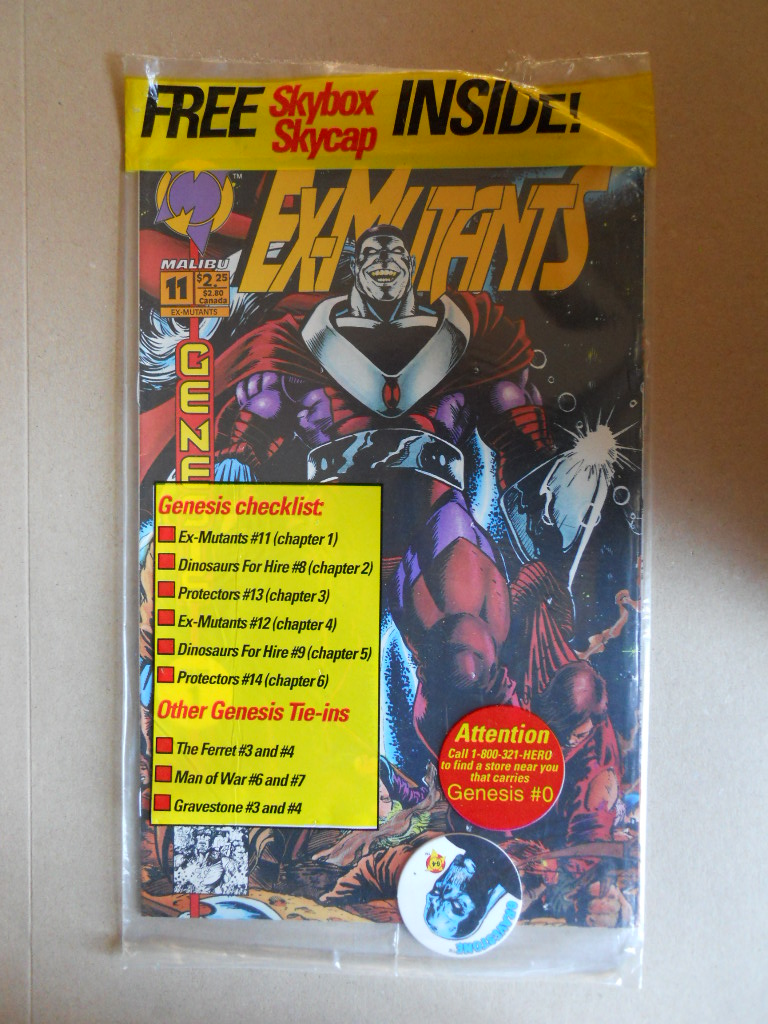 FREE Skybox Skycap INSIDE!
™
EX-MUTANTS
MALIBU
11 $2.25
$2.80
Canada
EX-MUTANTS
GENE
Genesis checklist:
Ex-Mutants #11 (chapter 1)
Dinosaurs For Hire #8 (chapter 2)
Protectors #13 (chapter 3)
Ex-Mutants #12 (chapter 4)
Dinosaurs For Hire #9 (chapter 5)
Protectors #14 (chapter 6)
Other Genesis Tie-ins
The Ferret #3 and #4
Man of War #6 and #7
Gravestone #3 and #4
Attention
Call 1-800-321-HERO
to find a store near you
that carries
Genesis #0
GRAVESTONE